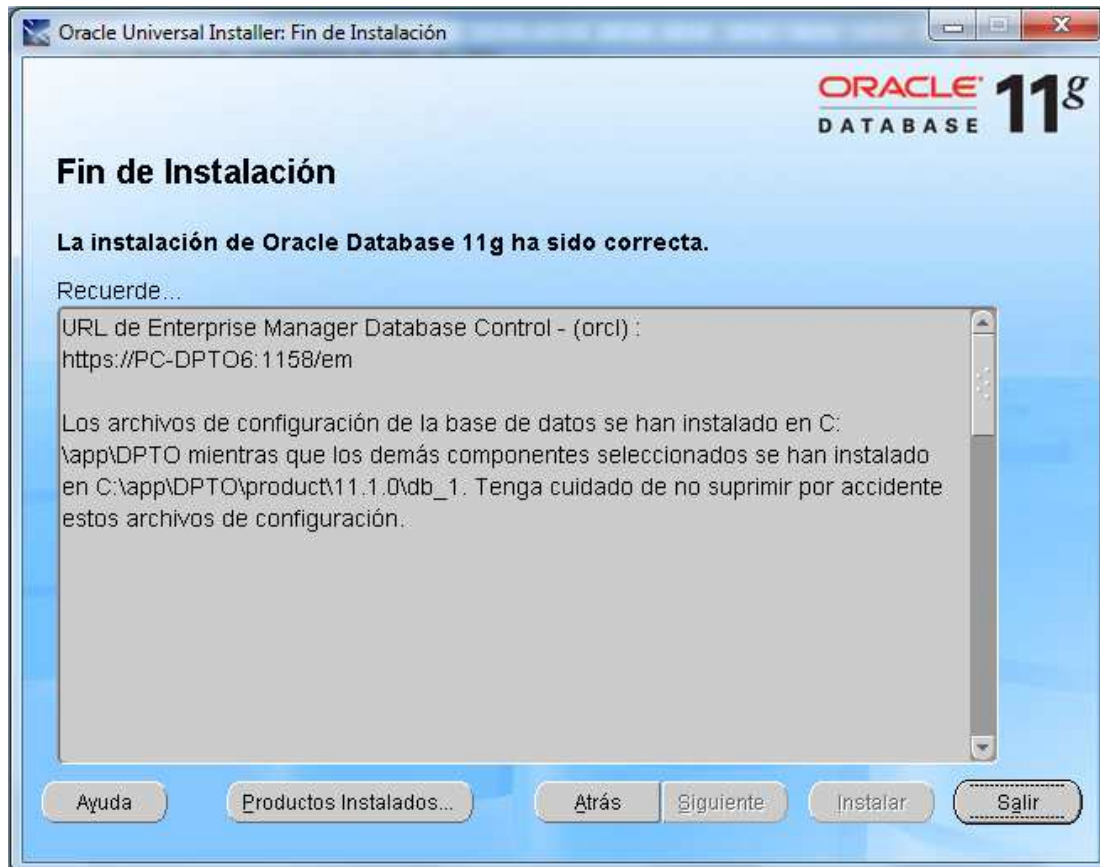 Oracle Universal Installer: Fin de Instalación
ORACLE 11g
DATABASE
Fin de Instalación
La instalación de Oracle Database 11g ha sido correcta.
Recuerde...
URL de Enterprise Manager Database Control - (orcl) :
https://PC-DPTO6:1158/em
Los archivos de configuración de la base de datos se han instalado en C:
\app\DPTO mientras que los demás componentes seleccionados se han instalado
en C:\app\DPTO\product\11.1.0\db_1. Tenga cuidado de no suprimir por accidente
estos archivos de configuración.
Ayuda Productos Instalados... Atrás Siguiente Instalar Salir